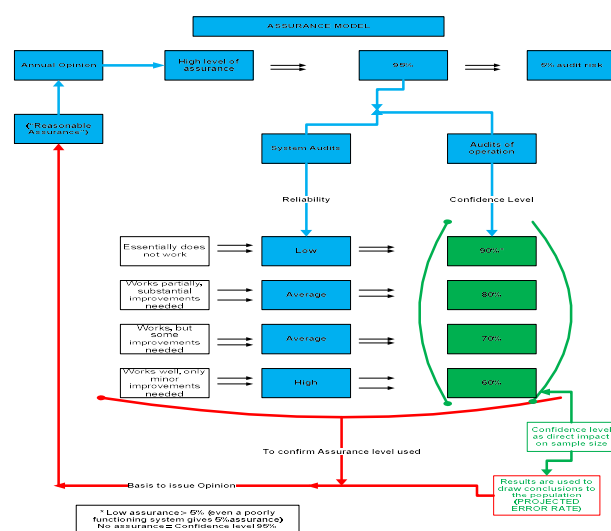 ASSURANCE MODEL
Annual Opinion
High level of
assurance
95%
5% audit risk
("Reasonable
Assurance")
System Audits
Audits of
operation
Reliability
Confidence Level
Essentially does
not work
Low
90%*
Works partially,
substantial
improvements
needed
Average
80%
Works, but
some
improvements
needed
Average
70%
Works well, only
minor
improvements
needed
High
60%
Confidence level
as direct impact
on sample size
To confirm Assurance level used
Basis to issue Opinion
Results are used to
draw conclusions to
the population
(PROJECTED
ERROR RATE)
* Low assurance> 5% (even a poorly
functioning system gives 5%assurance)
No assurance= Confidence level 95%